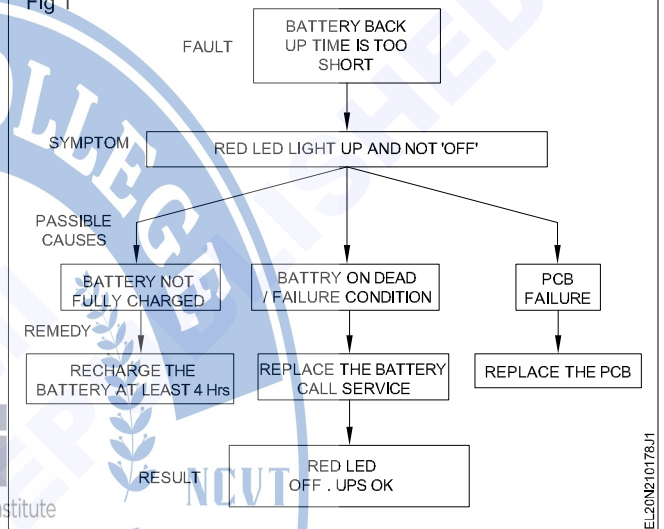 Fig 1
FAULT
BATTERY BACK
UP TIME IS TOO
SHORT
SYMPTOM
RED LED LIGHT UP AND NOT 'OFF'
PASSIBLE
CAUSES
BATTERY NOT
FULLY CHARGED
BATTRY ON DEAD
/ FAILURE CONDITION
PCB
FAILURE
REMEDY
RECHARGE THE
BATTERY AT LEAST 4 Hrs
REPLACE THE BATTERY
CALL SERVICE
REPLACE THE PCB
RESULT
RED LED
OFF . UPS OK
NCVT
EL20N210178J1